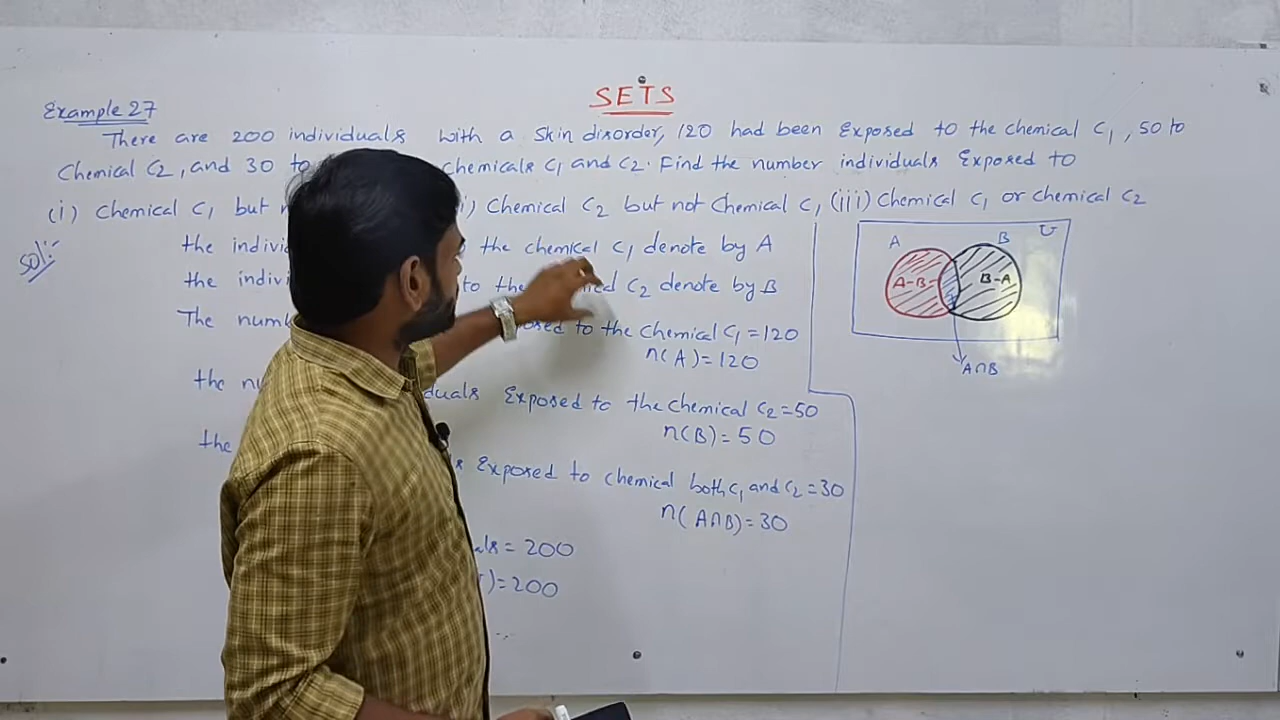 SETS
Example 27
There are 200 individuals with a skin disorder, 120 had been Exposed to the chemical C1, 50 to
Chemical C2, and 30 to chemicals C1 and C2. Find the number individuals Exposed to
(i) Chemical C1 but i) Chemical C2 but not Chemical C1 (iii) Chemical C1 or Chemical C2
Sol:-
the indivi the chemical C1 denote by A
the indivi to the C2 denote by B
The num osed to the Chemical C1 = 120
n(A) = 120
the nu duals Exposed to the Chemical C2 = 50
n(B) = 50
the s Exposed to chemical both C1 and C2 = 30
n(A∩B) = 30
als = 200
) = 200
A B U
A-B B-A
A∩B